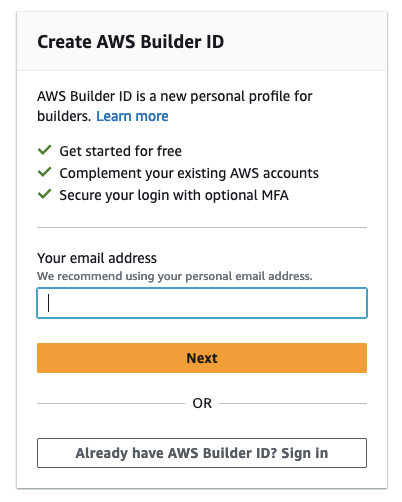 Create AWS Builder ID
AWS Builder ID is a new personal profile for
builders. Learn more
Get started for free
Complement your existing AWS accounts
Secure your login with optional MFA
Your email address
We recommend using your personal email address.
Next
OR
Already have AWS Builder ID? Sign in